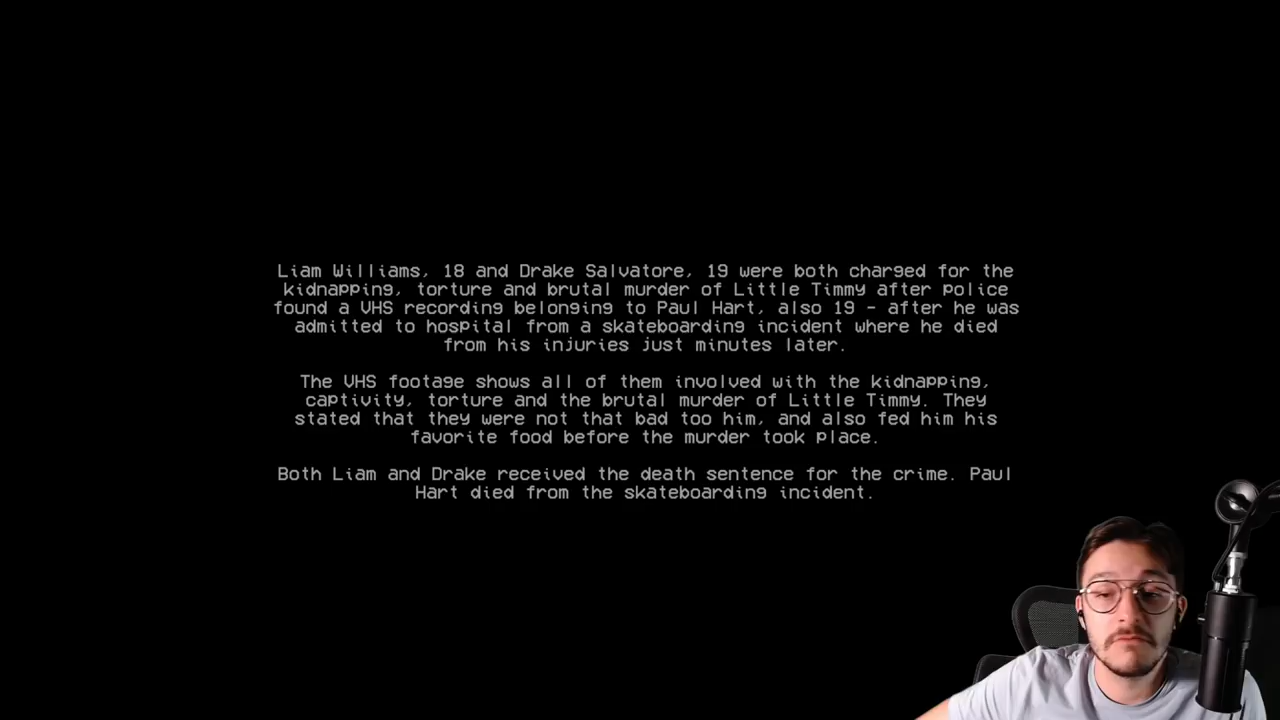 Liam Williams, 18 and Drake Salvatore, 19 were both charged for the
kidnapping, torture and brutal murder of Little Timmy after police
found a VHS recording belonging to Paul Hart, also 19 - after he was
admitted to hospital from a skateboarding incident where he died
from his injuries just minutes later.
The VHS footage shows all of them involved with the kidnapping,
captivity, torture and the brutal murder of Little Timmy. They
stated that they were not that bad too him, and also fed him his
favorite food before the murder took place.
Both Liam and Drake received the death sentence for the crime. Paul
Hart died from the skateboarding incident.